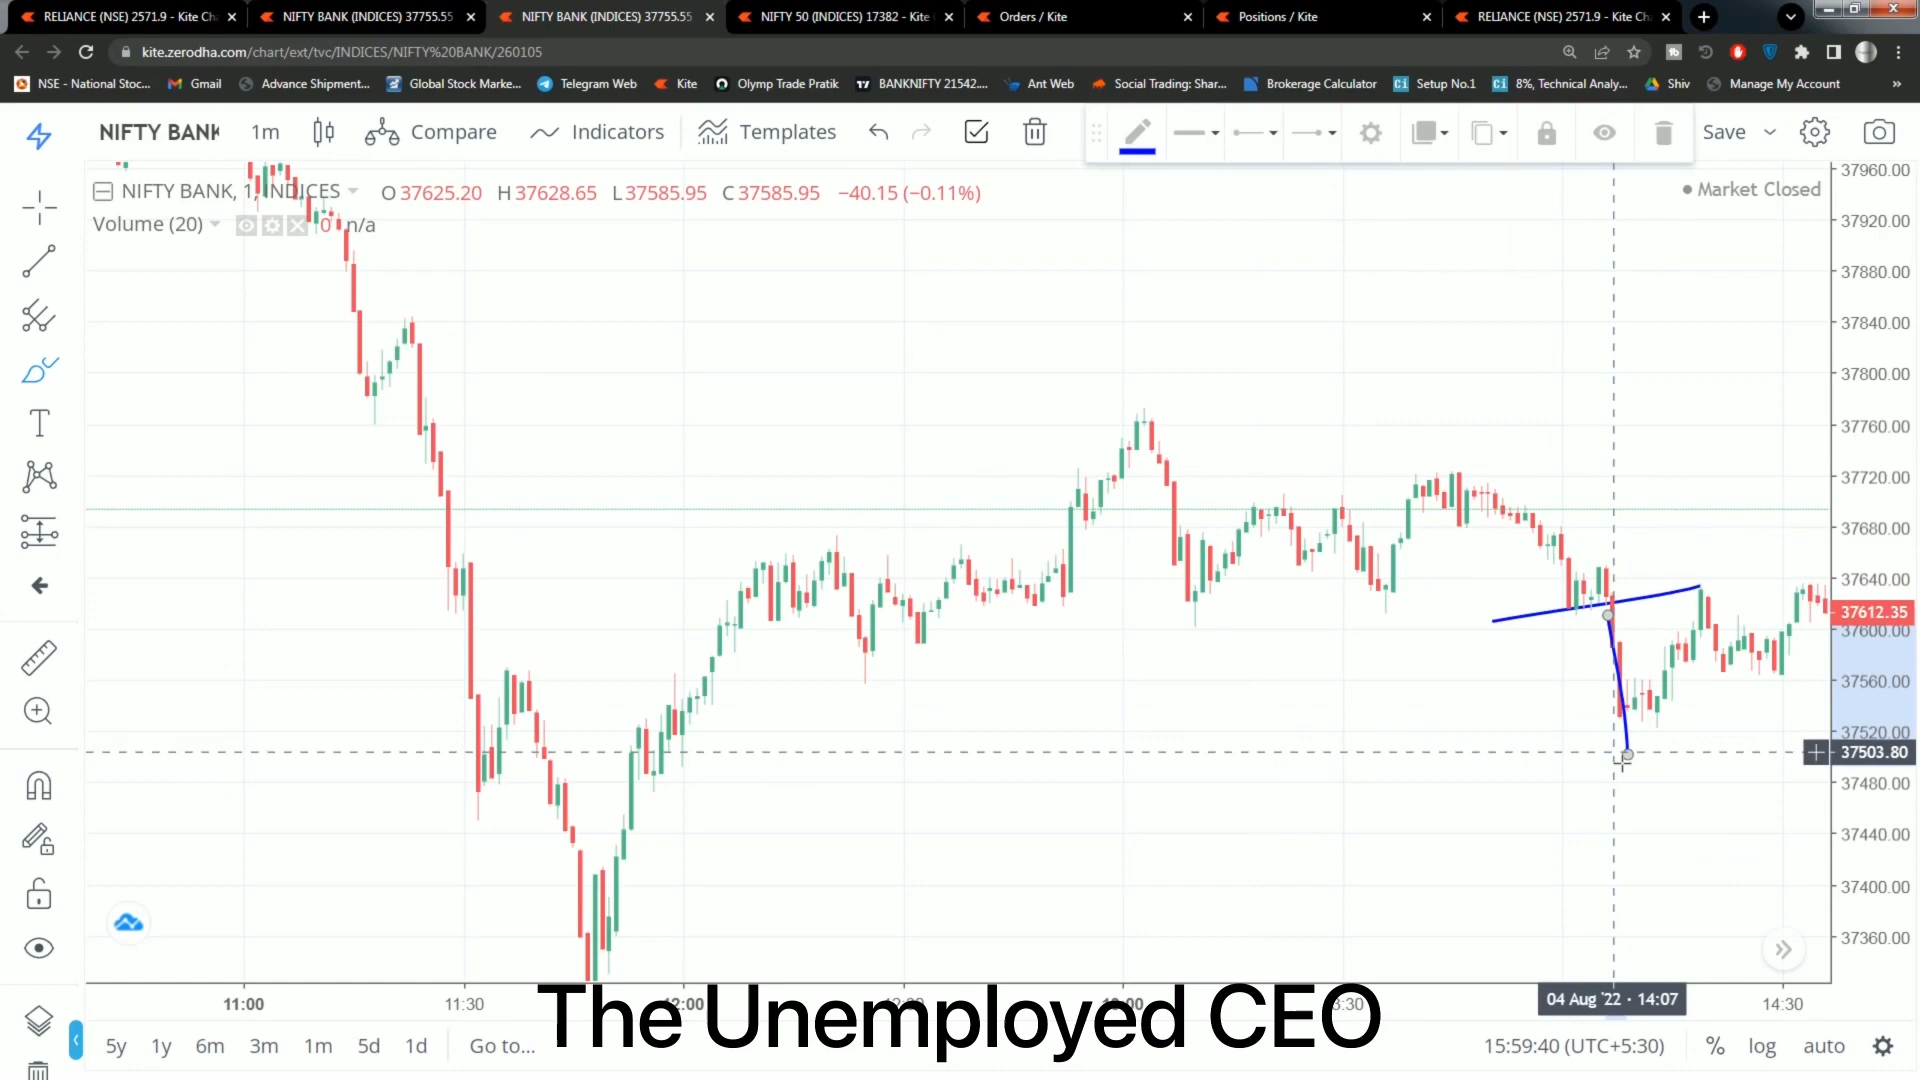 RELIANCE (NSE) 2571.9 - Kite Ch
NIFTY BANK (INDICES) 37755.55
NIFTY BANK (INDICES) 37755.55
NIFTY 50 (INDICES) 17382 - Kite
Orders / Kite
Positions / Kite
RELIANCE (NSE) 2571.9 - Kite Ch
kite.zerodha.com/chart/ext/tvc/INDICES/NIFTY%20BANK/260105
NSE - National Stoc...
Gmail
Advance Shipment...
Global Stock Marke...
Telegram Web
Kite
Olymp Trade Pratik
BANKNIFTY 21542....
Ant Web
Social Trading: Shar...
Brokerage Calculator
Setup No.1
8%, Technical Analy...
Shiv
Manage My Account
»
NIFTY BANK
1m
Compare
Indicators
Templates
Save
NIFTY BANK, 1, INDICES
O37625.20 H37628.65 L37585.95 C37585.95 −40.15 (−0.11%)
Market Closed
Volume (20)
0 n/a
37960.00
37920.00
37880.00
37840.00
37800.00
37760.00
37720.00
37680.00
37640.00
37612.35
37600.00
37560.00
37520.00
37503.80
37480.00
37440.00
37400.00
37360.00
11:00
11:30
12:00
04 Aug '22 · 14:07
14:30
The Unemployed CEO
5y
1y
6m
3m
1m
5d
1d
Go to...
15:59:40 (UTC+5:30)
%
log
auto